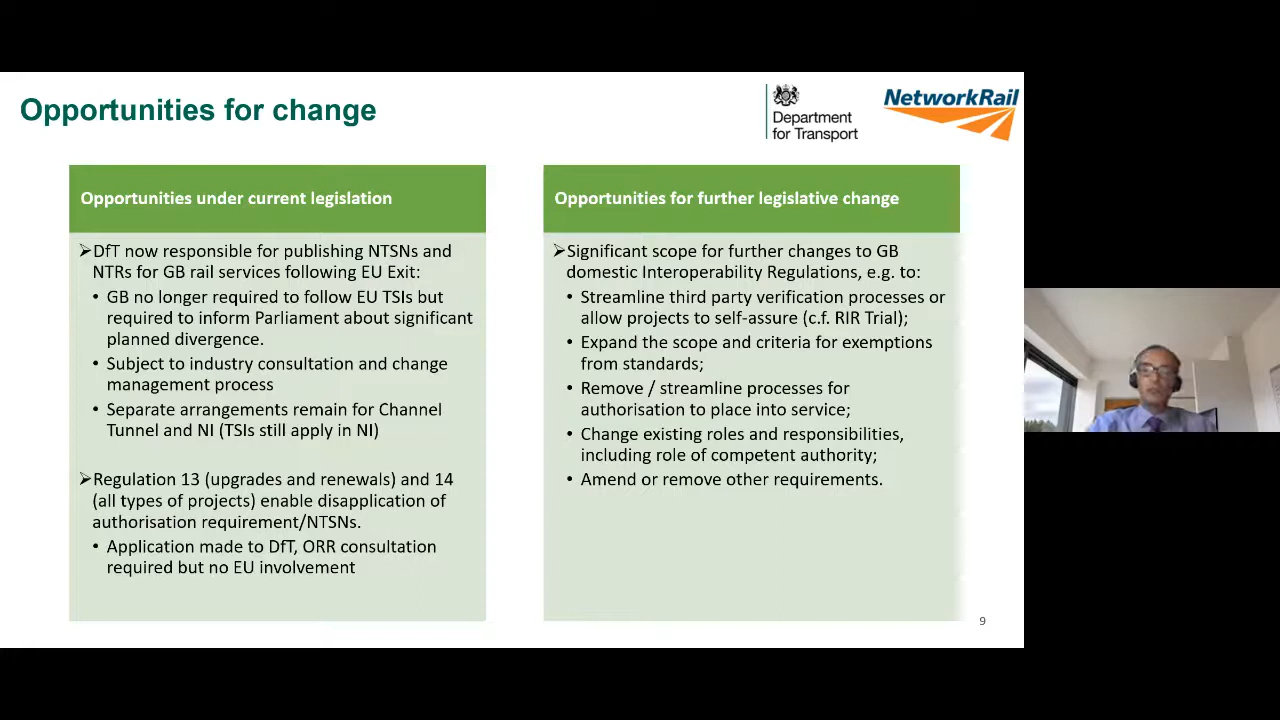 Opportunities for change
Department
for Transport
NetworkRail
Opportunities under current legislation
➢DfT now responsible for publishing NTSNs and
NTRs for GB rail services following EU Exit:
• GB no longer required to follow EU TSIs but
required to inform Parliament about significant
planned divergence.
• Subject to industry consultation and change
management process
• Separate arrangements remain for Channel
Tunnel and NI (TSIs still apply in NI)
➢Regulation 13 (upgrades and renewals) and 14
(all types of projects) enable disapplication of
authorisation requirement/NTSNs.
• Application made to DfT, ORR consultation
required but no EU involvement
Opportunities for further legislative change
➢Significant scope for further changes to GB
domestic Interoperability Regulations, e.g. to:
• Streamline third party verification processes or
allow projects to self-assure (c.f. RIR Trial);
• Expand the scope and criteria for exemptions
from standards;
• Remove / streamline processes for
authorisation to place into service;
• Change existing roles and responsibilities,
including role of competent authority;
• Amend or remove other requirements.
9